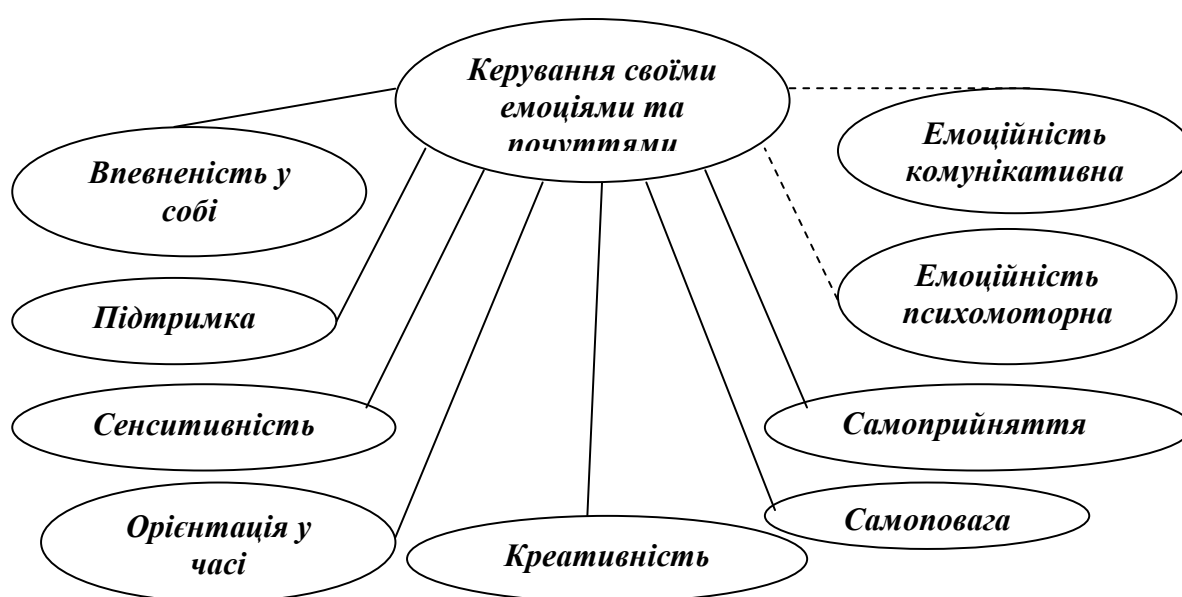 Керування своїми
емоціями та
почуттями
Впевненість у
собі
Емоційність
комунікативна
Підтримка
Емоційність
психомоторна
Сенситивність
Самоприйняття
Орієнтація у
часі
Креативність
Самоповага